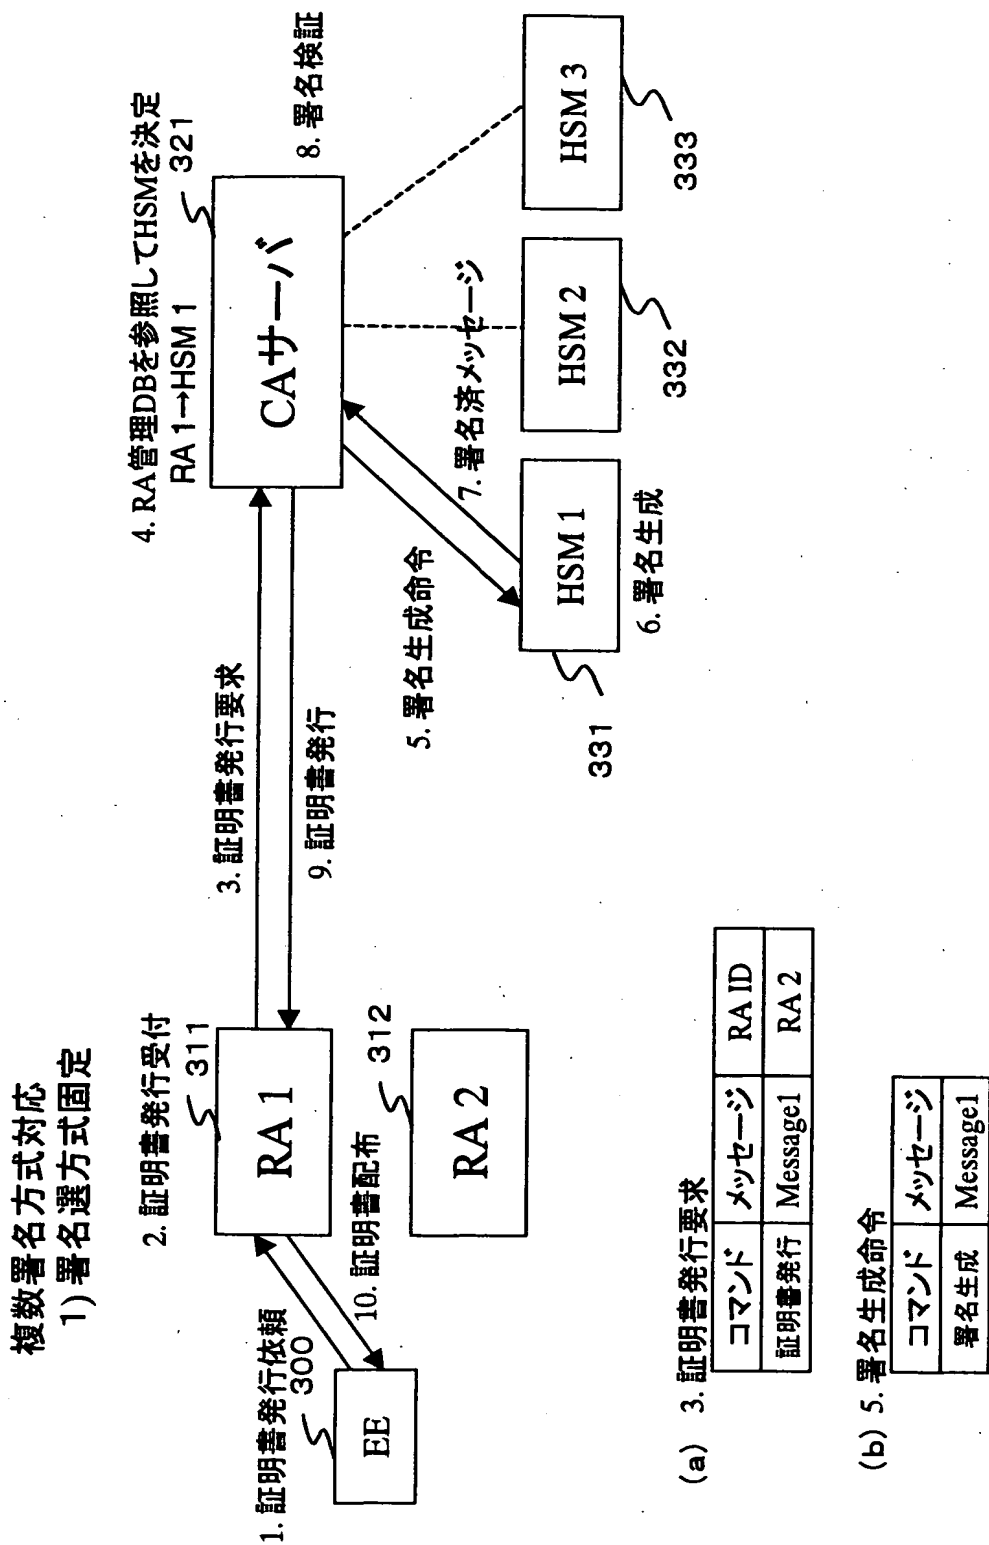 複数署名方式対応
1) 署名選方式固定
1. 証明書発行依頼
300
EE
2. 証明書発行受付
311
RA 1
10. 証明書配布
312
RA 2
3. 証明書発行要求
9. 証明書発行
4. RA管理DBを参照してHSMを決定
RA 1→HSM 1
321
CAサーバ
8. 署名検証
5. 署名生成命令
7. 署名済メッセージ
HSM 1
331
6. 署名生成
HSM 2
332
HSM 3
333
(a) 3. 証明書発行要求
コマンド メッセージ RA ID
証明書発行 Message1 RA 2
(b) 5. 署名生成命令
コマンド メッセージ
署名生成 Message1